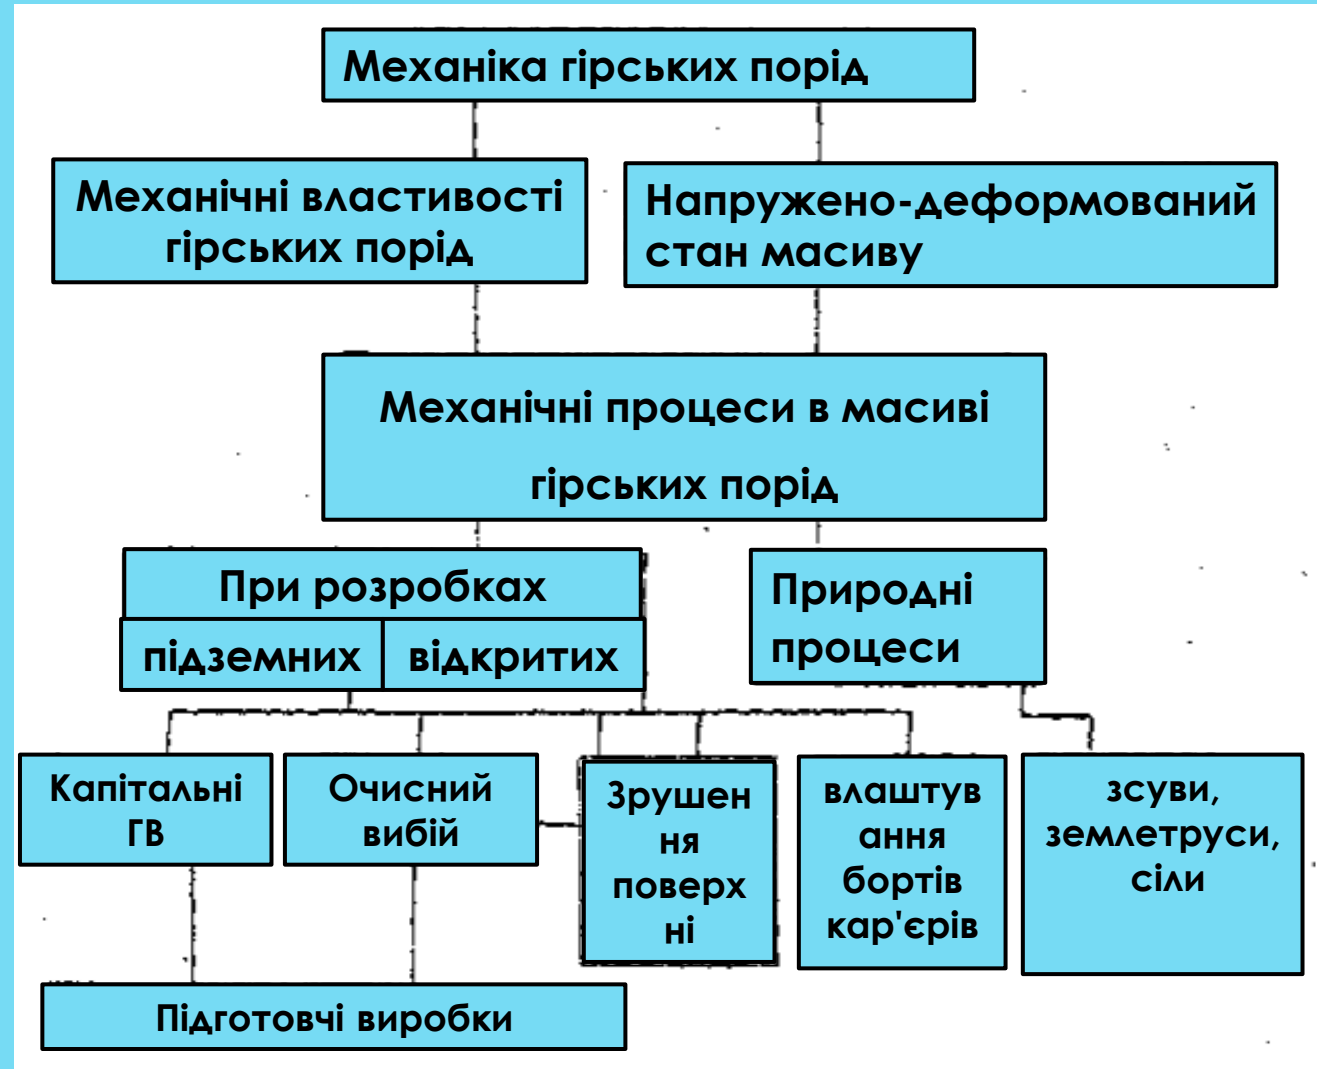 Механіка гірських порід
Механічні властивості
гірських порід
Напружено-деформований
стан масиву
Механічні процеси в масиві
гірських порід
При розробках
підземних
відкритих
Природні
процеси
Капітальні
ГВ
Очисний
вибій
Зрушен
ня
поверх
ні
влаштув
ання
бортів
кар'єрів
зсуви,
землетруси,
сіли
Підготовчі виробки